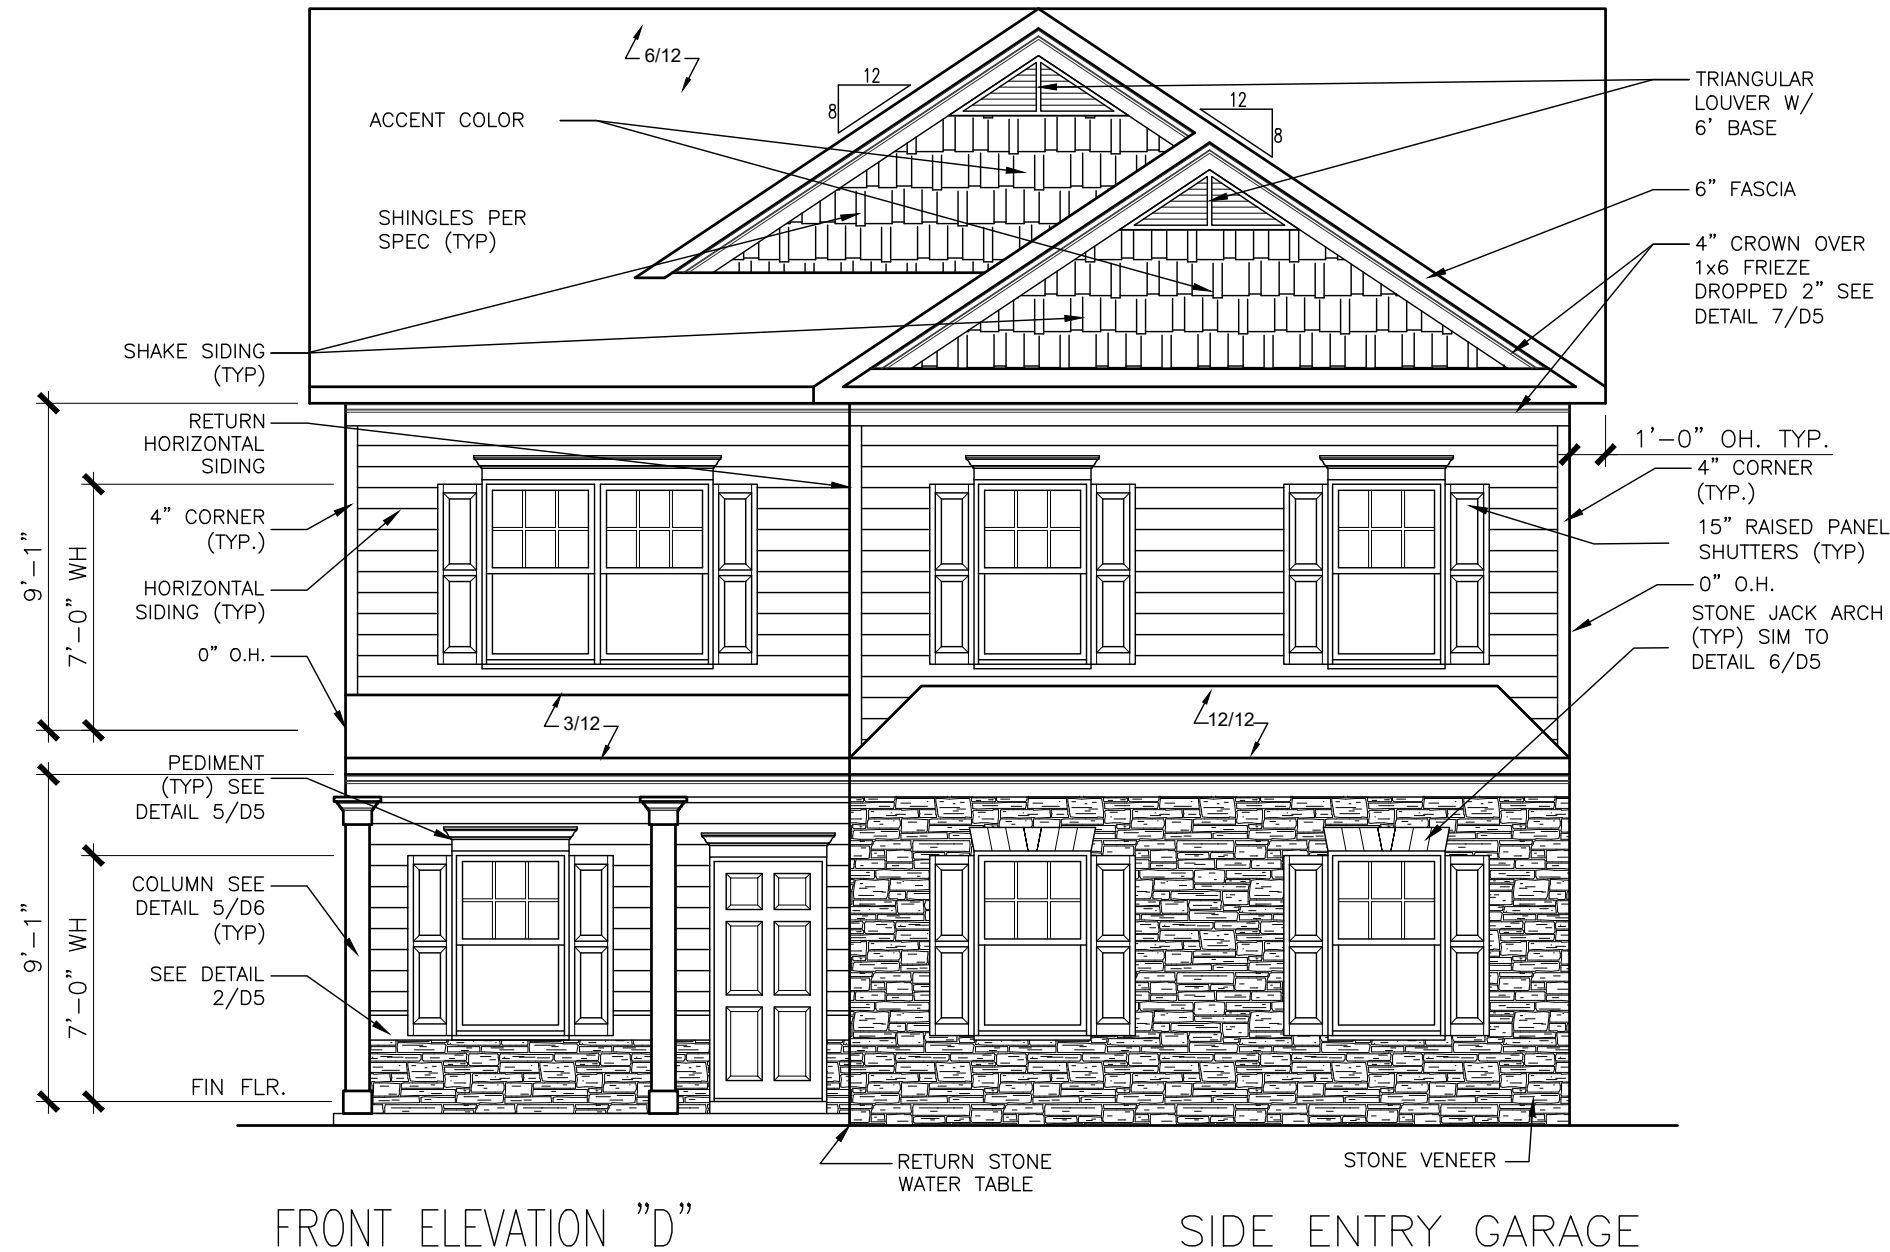 6/12
12
8
12
8
ACCENT COLOR
SHINGLES PER
SPEC (TYP)
TRIANGULAR
LOUVER W/
6' BASE
6" FASCIA
4" CROWN OVER
1x6 FRIEZE
DROPPED 2" SEE
DETAIL 7/D5
SHAKE SIDING
(TYP)
RETURN
HORIZONTAL
SIDING
4" CORNER
(TYP.)
HORIZONTAL
SIDING (TYP)
0" O.H.
9'-1"
7'-0" WH
1'-0" OH. TYP.
4" CORNER
(TYP.)
15" RAISED PANEL
SHUTTERS (TYP)
0" O.H.
STONE JACK ARCH
(TYP) SIM TO
DETAIL 6/D5
3/12
12/12
PEDIMENT
(TYP) SEE
DETAIL 5/D5
COLUMN SEE
DETAIL 5/D6
(TYP)
SEE DETAIL
2/D5
9'-1"
7'-0" WH
FIN FLR.
RETURN STONE
WATER TABLE
STONE VENEER
FRONT ELEVATION "D"
SIDE ENTRY GARAGE